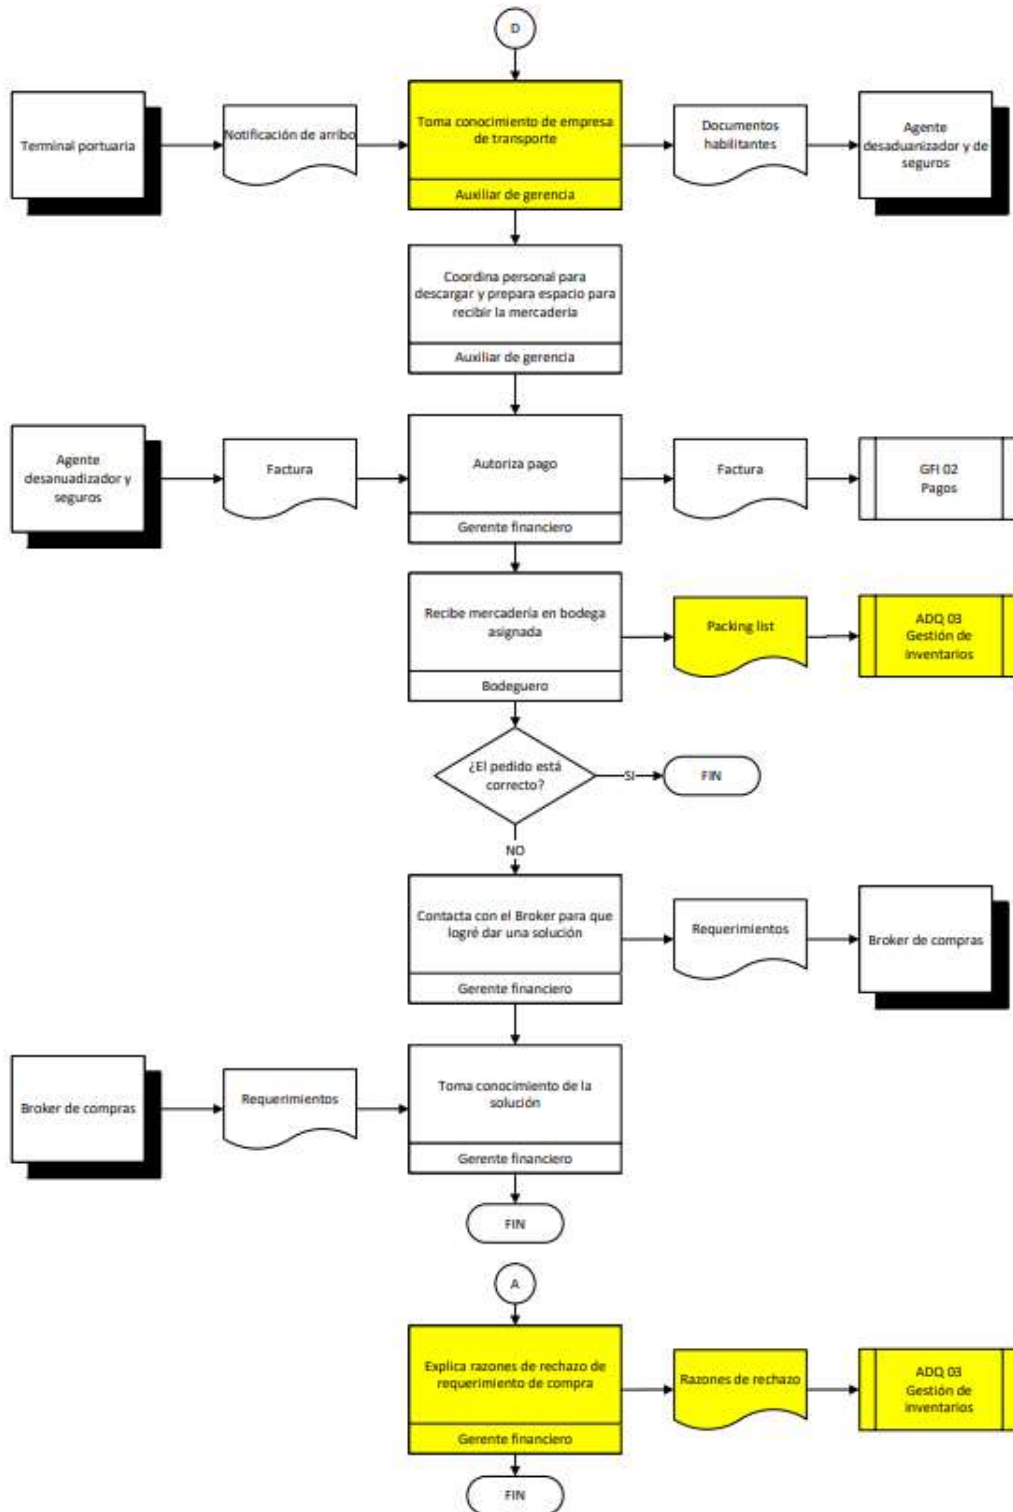 D
Terminal portuaria
Notificación de arribo
Toma conocimiento de empresa
de transporte
Auxiliar de gerencia
Documentos
habilitantes
Agente
desaduanizador y de
seguros
Coordina personal para
descargar y prepara espacio para
recibir la mercadería
Auxiliar de gerencia
Agente
desanuadizador y
seguros
Factura
Autoriza pago
Gerente financiero
Factura
GFI 02
Pagos
Recibe mercadería en bodega
asignada
Bodeguero
Packing list
ADQ 03
Gestión de
inventarios
¿El pedido está
correcto?
SI
FIN
NO
Contacta con el Broker para que
logré dar una solución
Gerente financiero
Requerimientos
Broker de compras
Broker de compras
Requerimientos
Toma conocimiento de la
solución
Gerente financiero
FIN
A
Explica razones de rechazo de
requerimiento de compra
Gerente financiero
Razones de rechazo
ADQ 03
Gestión de
inventarios
FIN